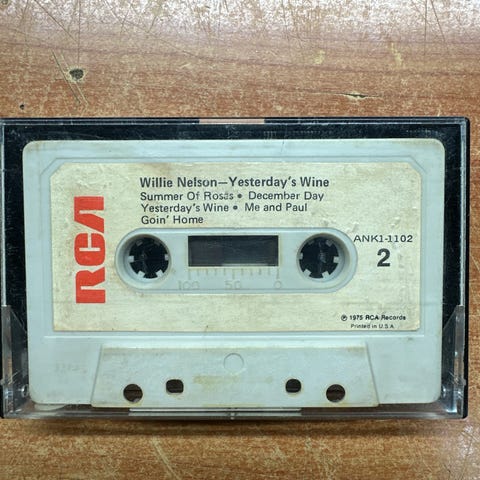 Willie Nelson—Yesterday's Wine
Summer Of Roses • December Day
Yesterday's Wine • Me and Paul
Goin' Home
RCA
ANK1-1102
2
100 50 0
℗ 1975 RCA Records
Printed in U.S.A.